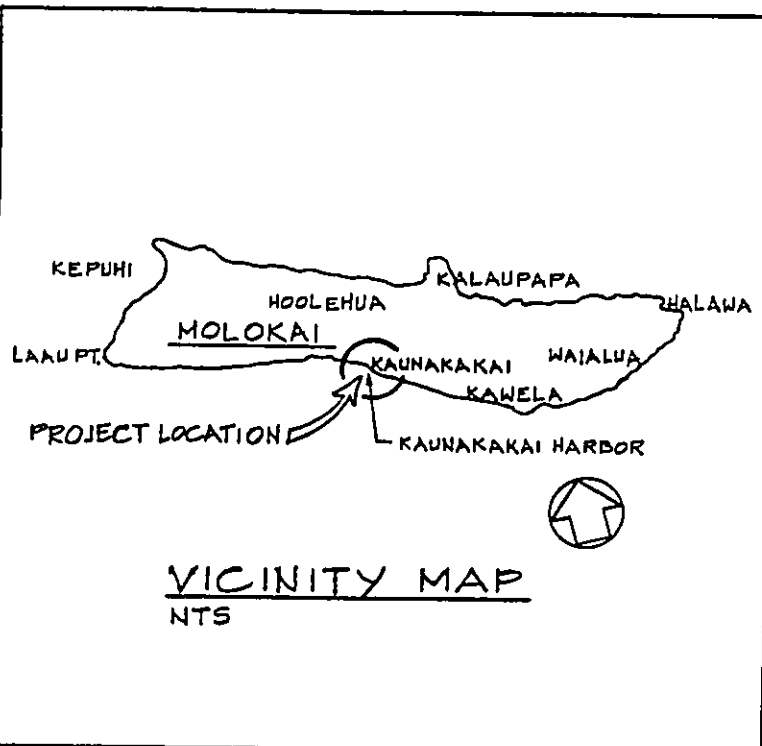 KEPUHI
KALAUPAPA
HOOLEHUA
HALAWA
MOLOKAI
LAAU PT.
KAUNAKAKAI
WAIALUA
KAWELA
PROJECT LOCATION
KAUNAKAKAI HARBOR
VICINITY MAP
NTS